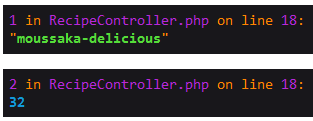 1 in RecipeController.php on line 18:
"moussaka-delicious"
2 in RecipeController.php on line 18:
32